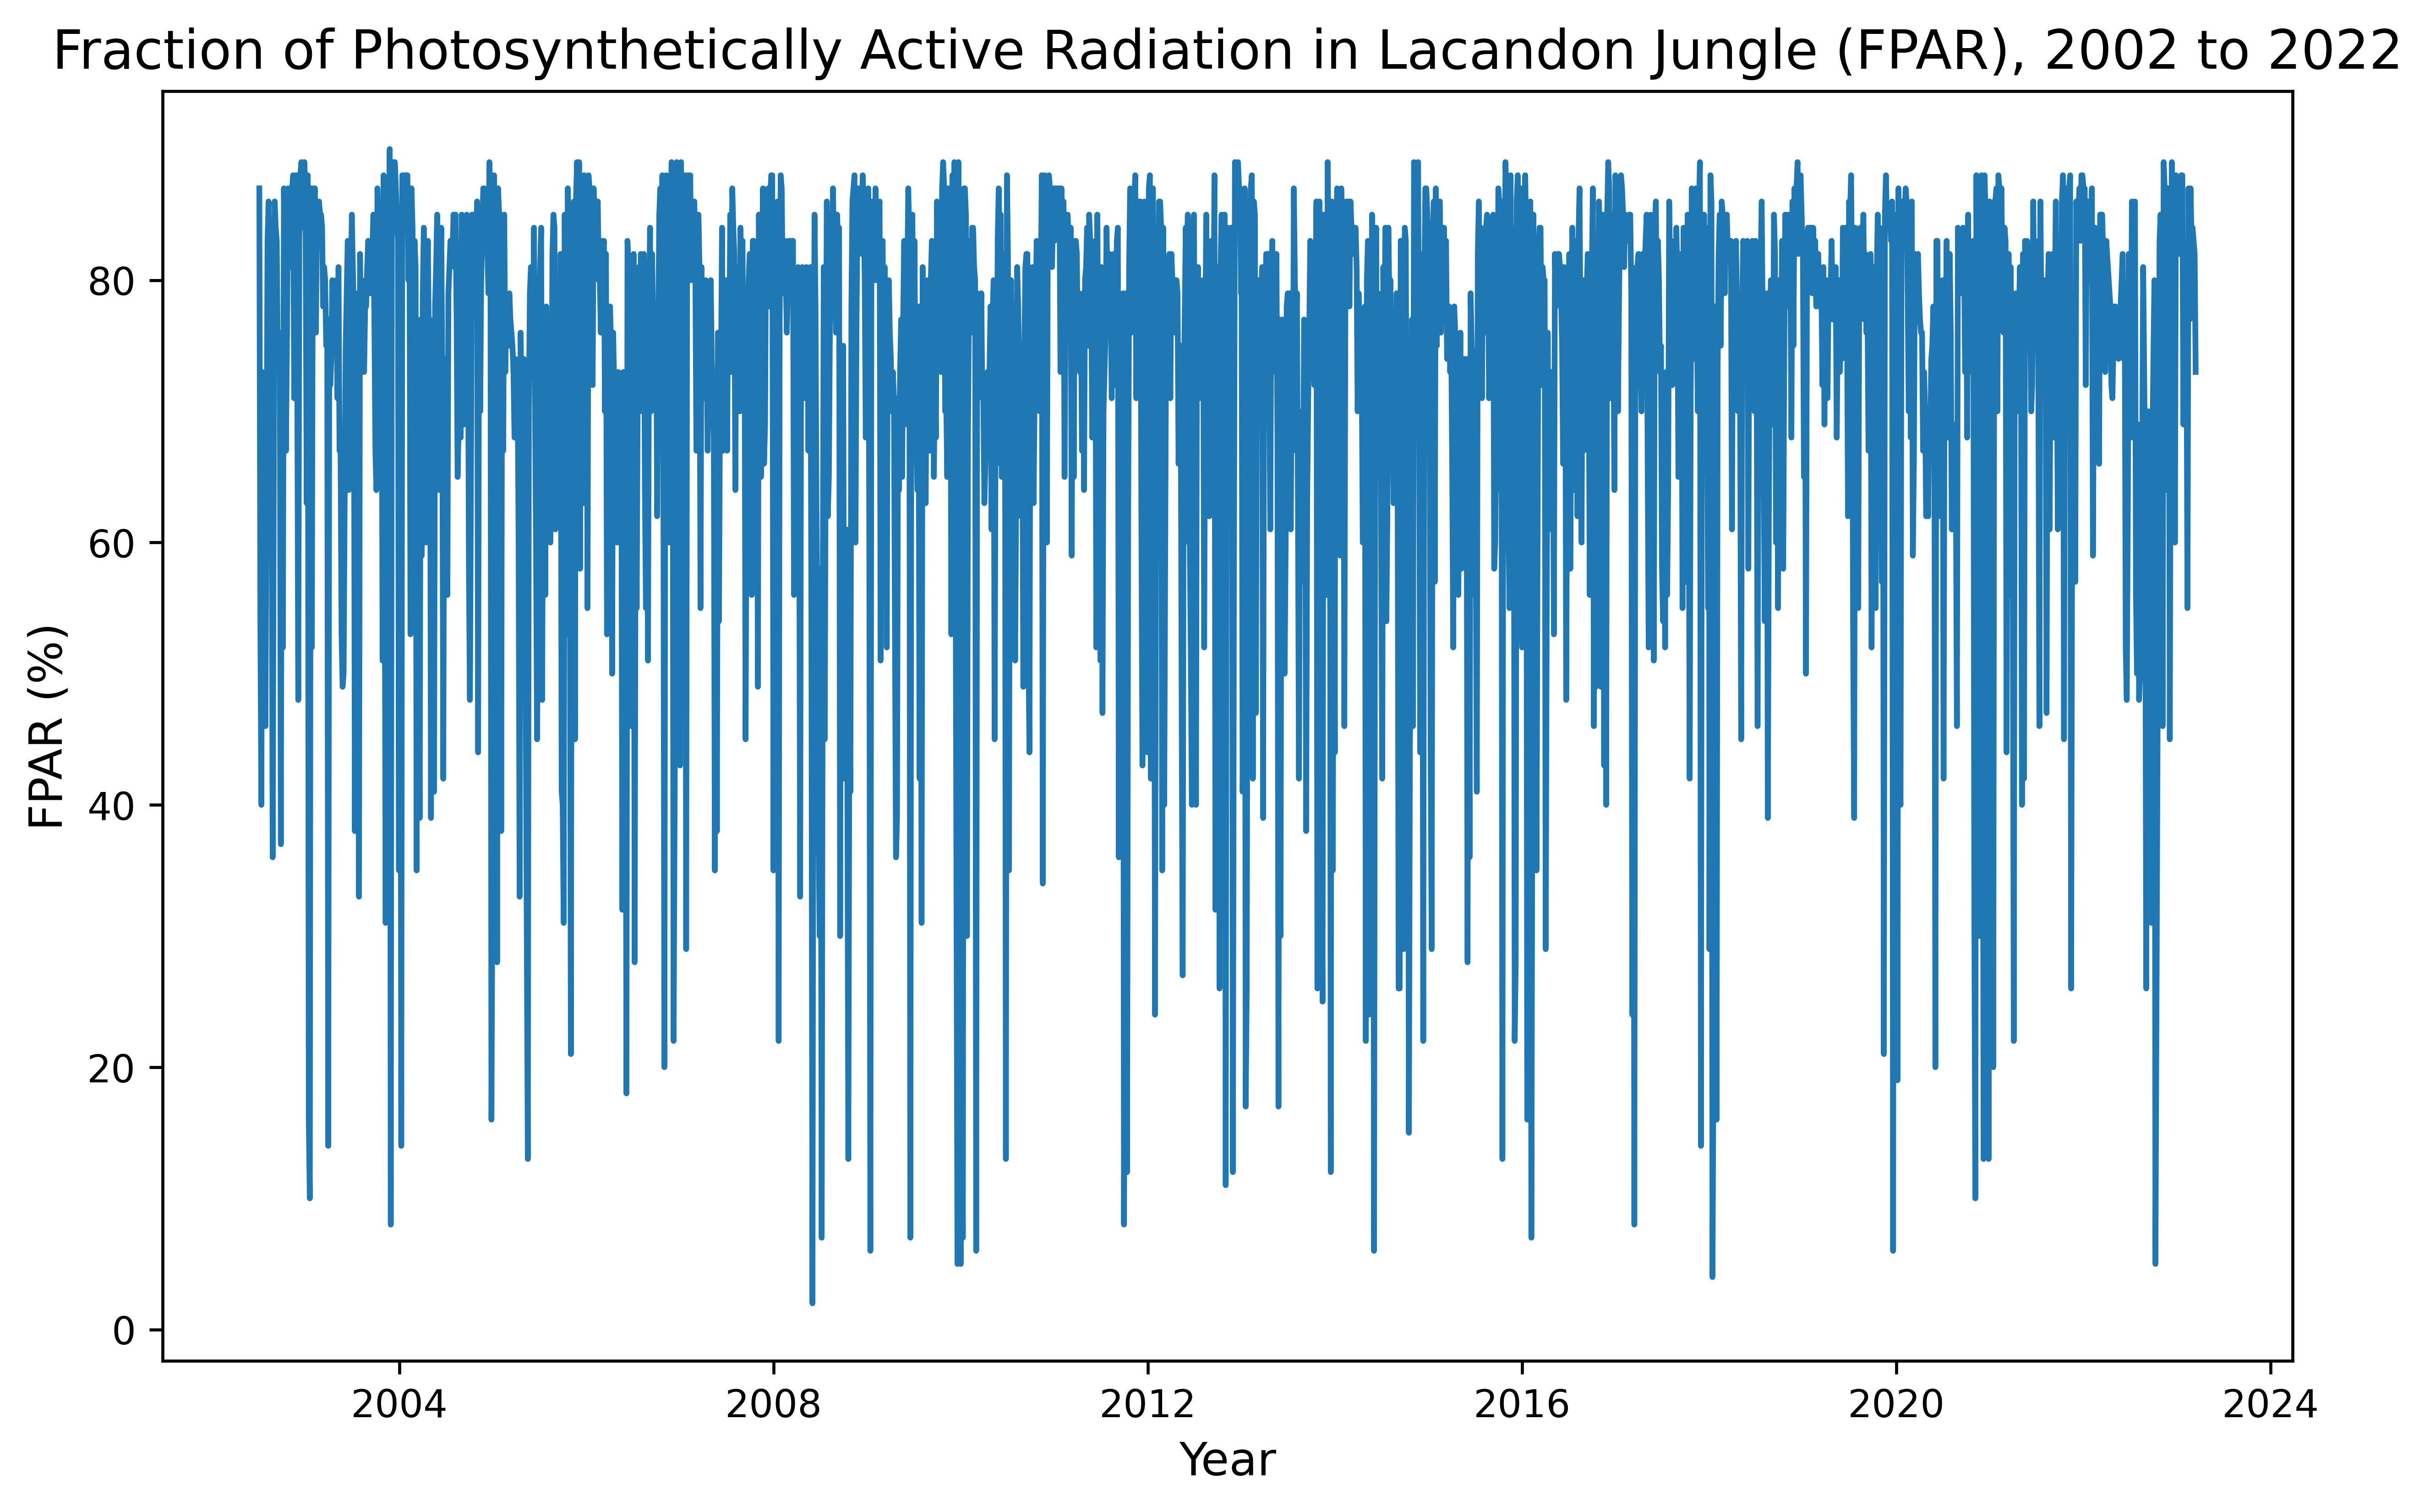 Fraction of Photosynthetically Active Radiation in Lacandon Jungle (FPAR), 2002 to 2022
FPAR (%)
80
60
40
20
0
2004 2008 2012 2016 2020 2024
Year